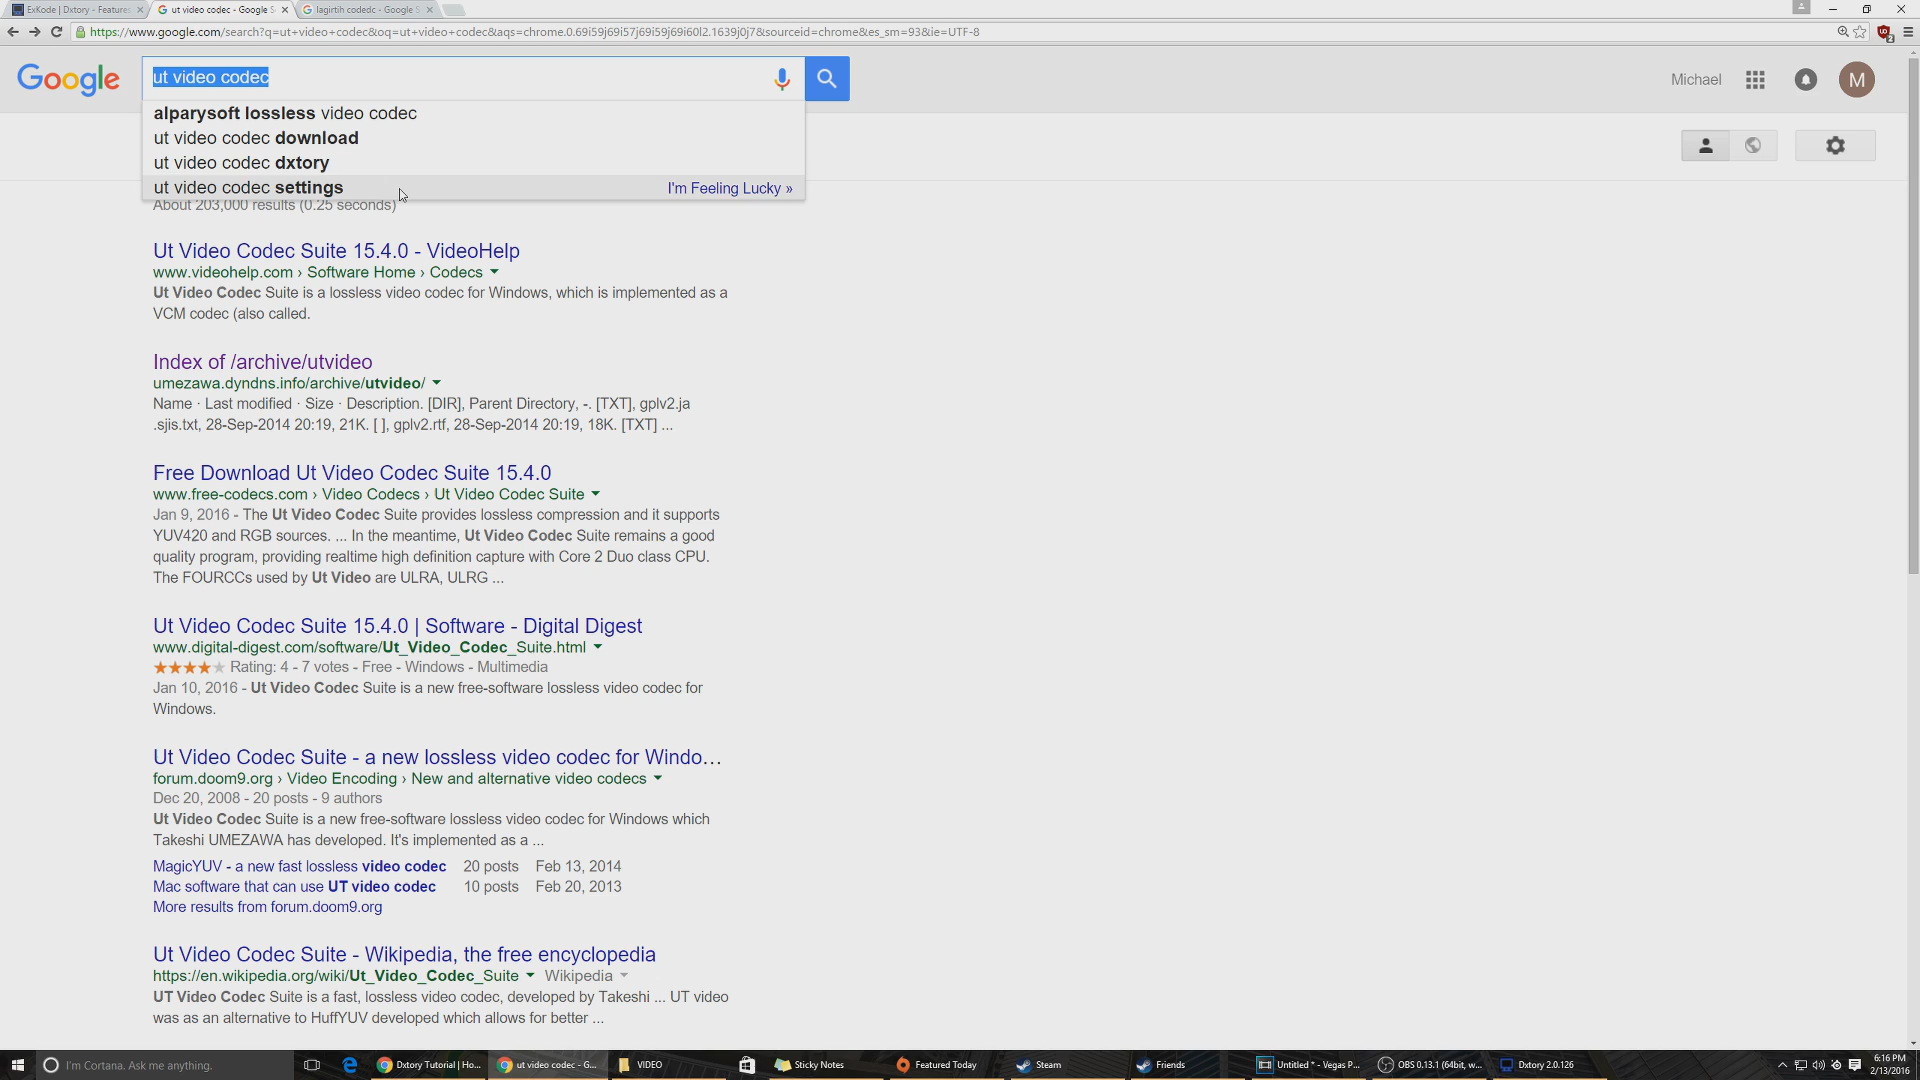 ExKode | Dxtory - Features
ut video codec - Google S
lagirtih codedc - Google S
https://www.google.com/search?q=ut+video+codec&oq=ut+video+codec&aqs=chrome.0.69i59j69i57j69i59j69i60l2.1639j0j7&sourceid=chrome&es_sm=93&ie=UTF-8
Google
ut video codec
Michael
M
alparysoft lossless video codec
ut video codec download
ut video codec dxtory
ut video codec settings
I'm Feeling Lucky »
About 203,000 results (0.25 seconds)
Ut Video Codec Suite 15.4.0 - VideoHelp
www.videohelp.com › Software Home › Codecs
Ut Video Codec Suite is a lossless video codec for Windows, which is implemented as a
VCM codec (also called.
Index of /archive/utvideo
umezawa.dyndns.info/archive/utvideo/
Name · Last modified · Size · Description. [DIR], Parent Directory, -. [TXT], gplv2.ja
.sjis.txt, 28-Sep-2014 20:19, 21K. [ ], gplv2.rtf, 28-Sep-2014 20:19, 18K. [TXT] ...
Free Download Ut Video Codec Suite 15.4.0
www.free-codecs.com › Video Codecs › Ut Video Codec Suite
Jan 9, 2016 - The Ut Video Codec Suite provides lossless compression and it supports
YUV420 and RGB sources. ... In the meantime, Ut Video Codec Suite remains a good
quality program, providing realtime high definition capture with Core 2 Duo class CPU.
The FOURCCs used by Ut Video are ULRA, ULRG ...
Ut Video Codec Suite 15.4.0 | Software - Digital Digest
www.digital-digest.com/software/Ut_Video_Codec_Suite.html
Rating: 4 - 7 votes - Free - Windows - Multimedia
Jan 10, 2016 - Ut Video Codec Suite is a new free-software lossless video codec for
Windows.
Ut Video Codec Suite - a new lossless video codec for Windo...
forum.doom9.org › Video Encoding › New and alternative video codecs
Dec 20, 2008 - 20 posts - 9 authors
Ut Video Codec Suite is a new free-software lossless video codec for Windows which
Takeshi UMEZAWA has developed. It's implemented as a ...
MagicYUV - a new fast lossless video codec 20 posts Feb 13, 2014
Mac software that can use UT video codec 10 posts Feb 20, 2013
More results from forum.doom9.org
Ut Video Codec Suite - Wikipedia, the free encyclopedia
https://en.wikipedia.org/wiki/Ut_Video_Codec_Suite Wikipedia
UT Video Codec Suite is a fast, lossless video codec, developed by Takeshi ... UT video
was as an alternative to HuffYUV developed which allows for better ...
I'm Cortana. Ask me anything.
Dxtory Tutorial | Ho...
ut video codec - G...
VIDEO
Sticky Notes
Featured Today
Steam
Friends
Untitled * - Vegas P...
OBS 0.13.1 (64bit, w...
Dxtory 2.0.126
6:16 PM
2/13/2016